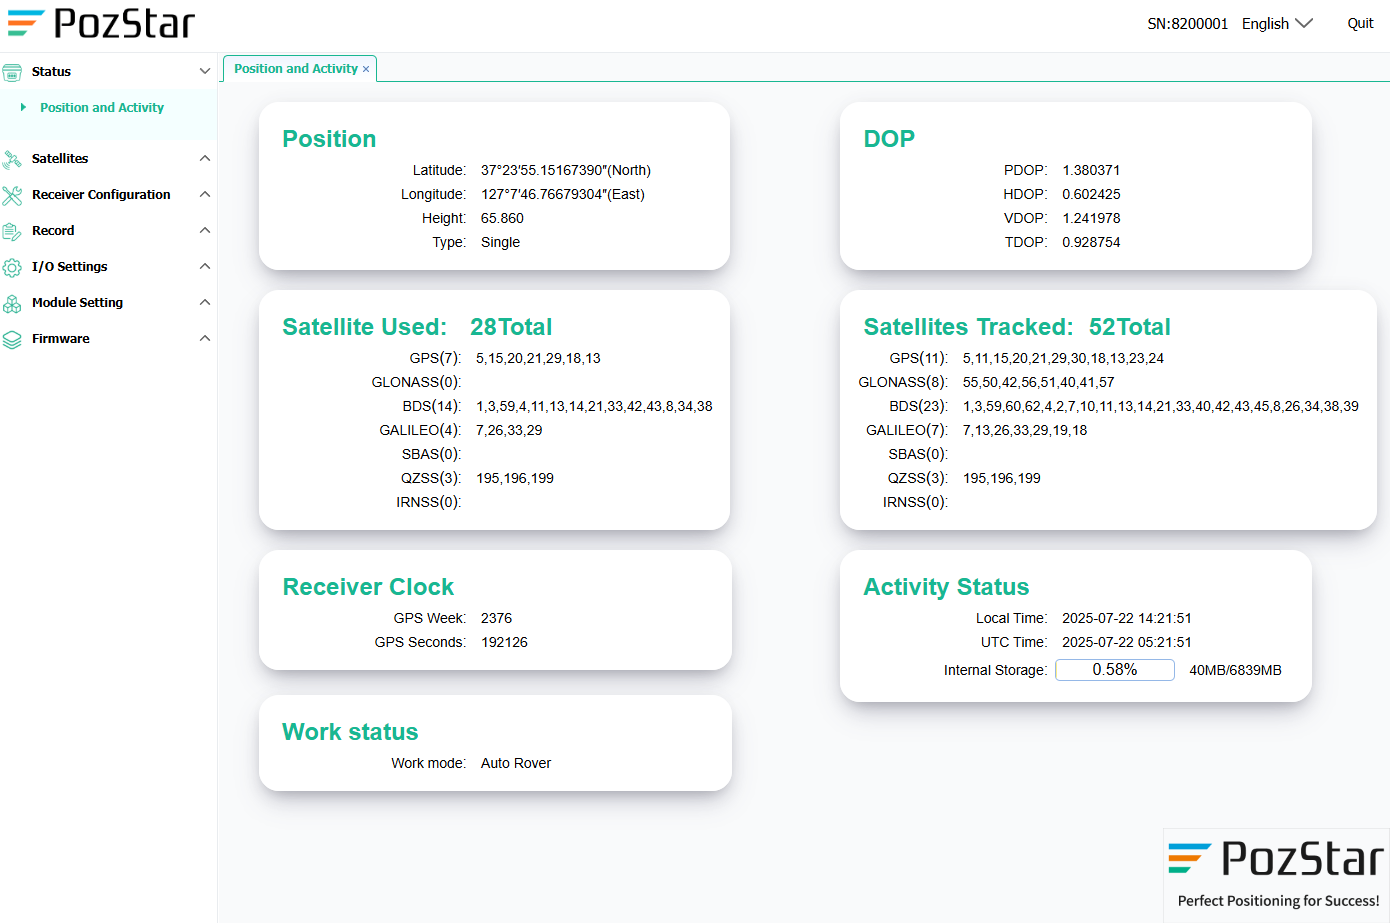 PozStar
SN:8200001 English Quit
Status
Position and Activity
Satellites
Receiver Configuration
Record
I/O Settings
Module Setting
Firmware
Position and Activity ×
Position
Latitude: 37°23′55.15167390″(North)
Longitude: 127°7′46.76679304″(East)
Height: 65.860
Type: Single
DOP
PDOP: 1.380371
HDOP: 0.602425
VDOP: 1.241978
TDOP: 0.928754
Satellite Used: 28Total
GPS(7): 5,15,20,21,29,18,13
GLONASS(0):
BDS(14): 1,3,59,4,11,13,14,21,33,42,43,8,34,38
GALILEO(4): 7,26,33,29
SBAS(0):
QZSS(3): 195,196,199
IRNSS(0):
Satellites Tracked: 52Total
GPS(11): 5,11,15,20,21,29,30,18,13,23,24
GLONASS(8): 55,50,42,56,51,40,41,57
BDS(23): 1,3,59,60,62,4,2,7,10,11,13,14,21,33,40,42,43,45,8,26,34,38,39
GALILEO(7): 7,13,26,33,29,19,18
SBAS(0):
QZSS(3): 195,196,199
IRNSS(0):
Receiver Clock
GPS Week: 2376
GPS Seconds: 192126
Activity Status
Local Time: 2025-07-22 14:21:51
UTC Time: 2025-07-22 05:21:51
Internal Storage: 0.58% 40MB/6839MB
Work status
Work mode: Auto Rover
PozStar
Perfect Positioning for Success!